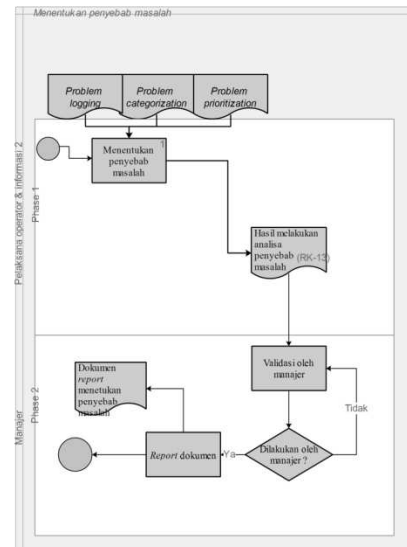 Menentukan penyebab masalah
Problem
logging
Problem
categorization
Problem
prioritization
Pelaksana operator & informasi 2
Phase 1
1
Menentukan
penyebab
masalah
Hasil melakukan
analisa
penyebab (RK-13)
masalah
Manajer
Phase 2
Dokumen
report
menetukan
penyebab
masalah
Validasi oleh
manajer
Tidak
Report dokumen
Ya
Dilakukan oleh
manajer ?